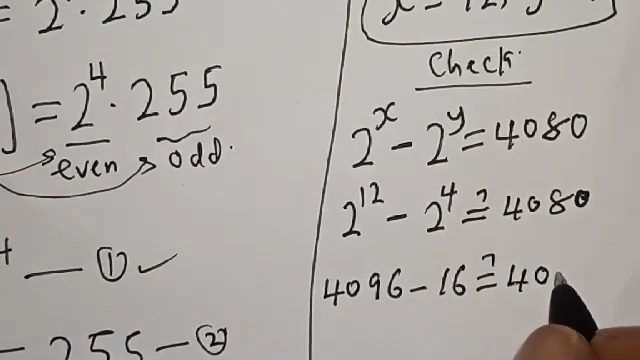 = 2 · 255
] = 2⁴ · 255
even odd.
4 — ① ✓
255 — ②
Check:
2ˣ - 2ʸ = 4080
2¹² - 2⁴ ≟ 4080
4096 - 16 ≟ 40